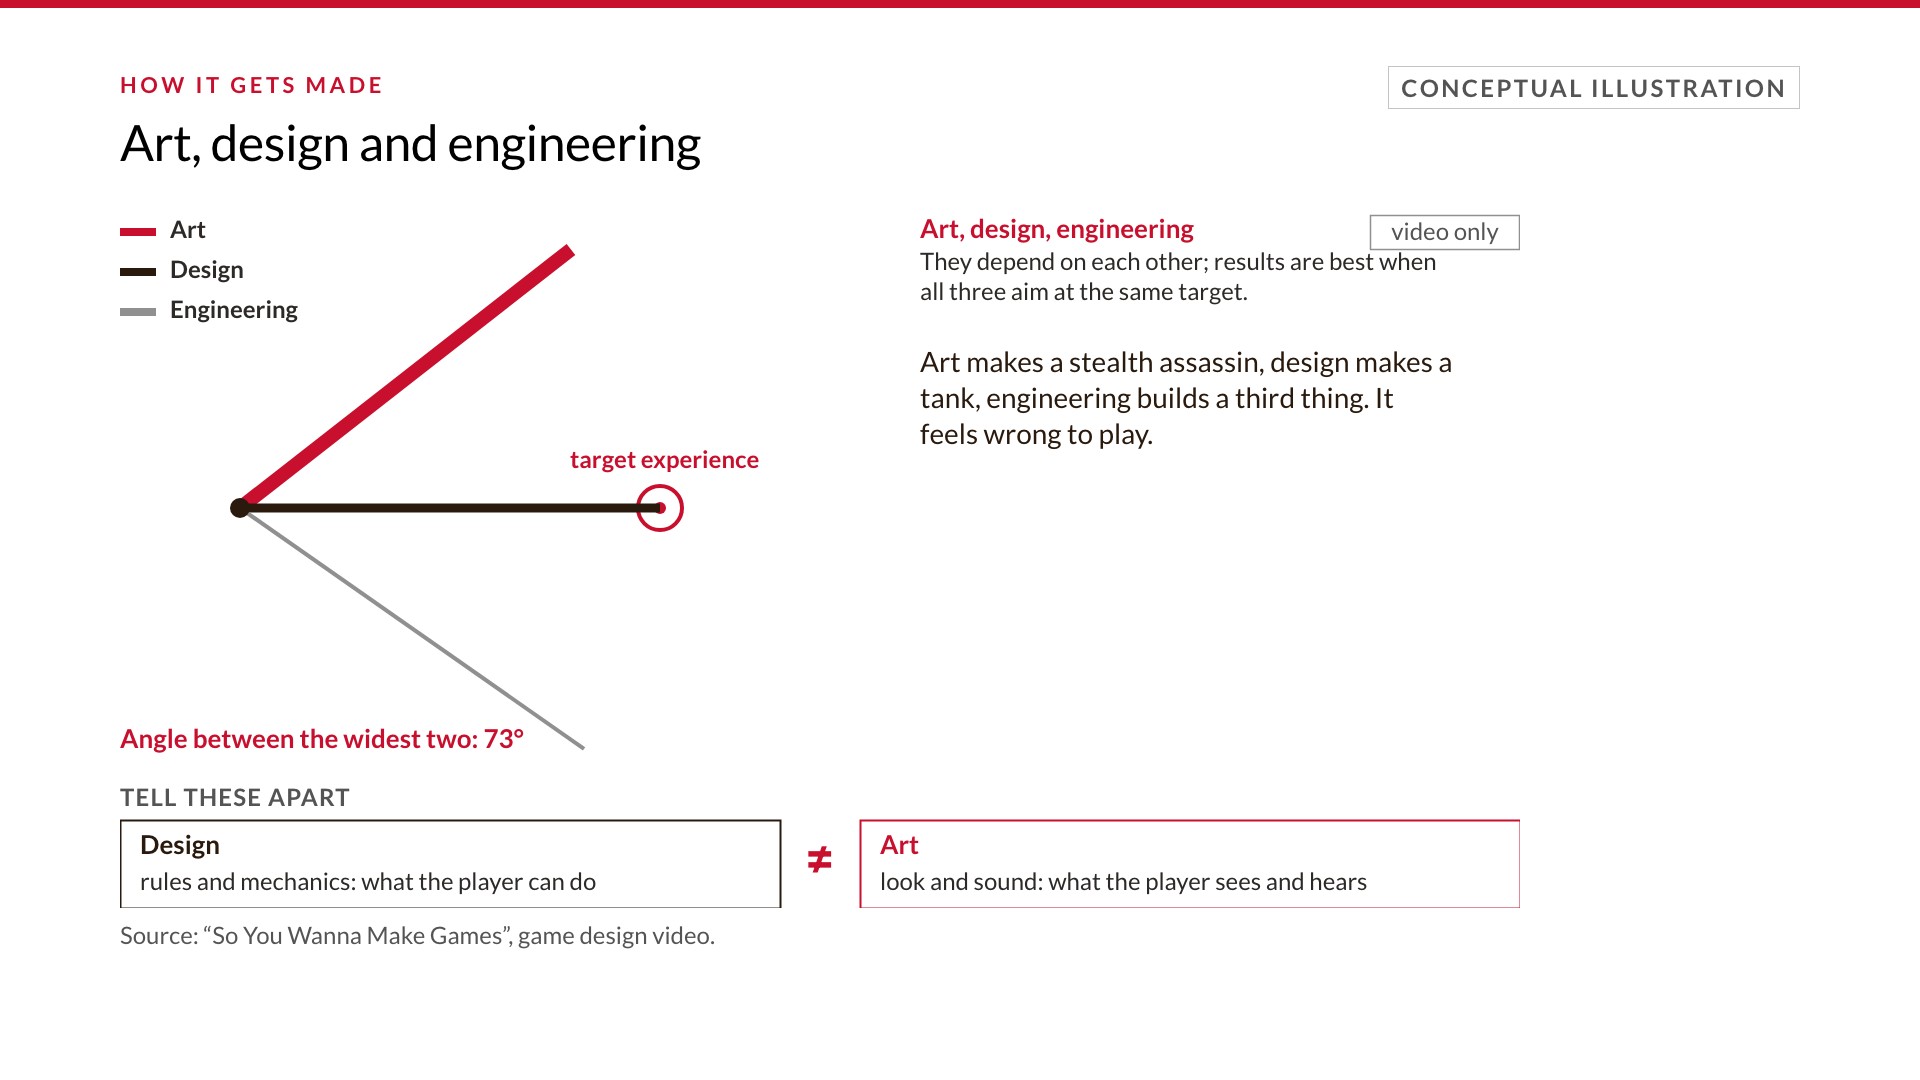 HOW IT GETS MADE
CONCEPTUAL ILLUSTRATION
Art, design and engineering
Art
Design
Engineering
target experience
Angle between the widest two: 73°
Art, design, engineering
video only
They depend on each other; results are best when
all three aim at the same target.
Art makes a stealth assassin, design makes a
tank, engineering builds a third thing. It
feels wrong to play.
TELL THESE APART
Design
rules and mechanics: what the player can do
≠
Art
look and sound: what the player sees and hears
Source: “So You Wanna Make Games”, game design video.